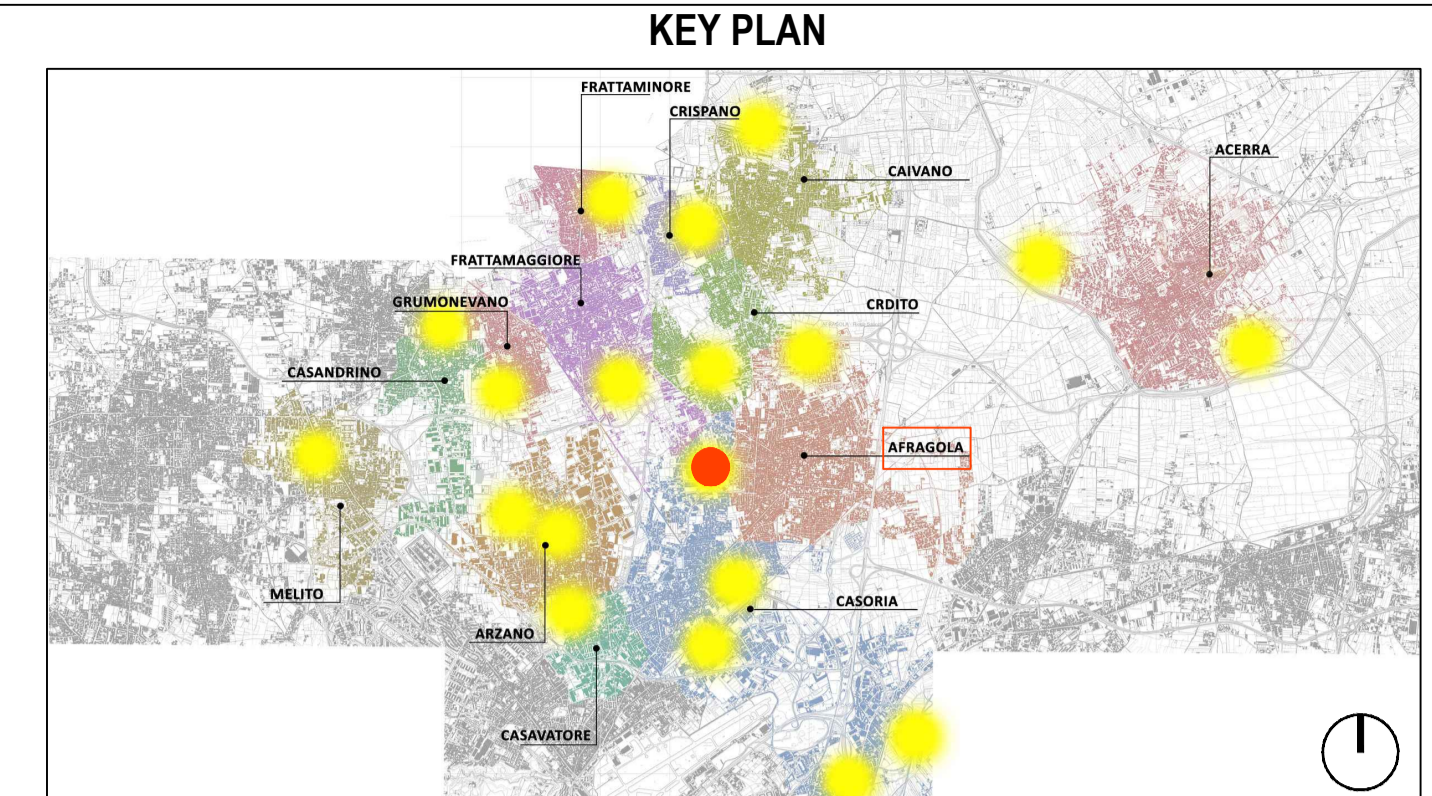 KEY PLAN
FRATTAMINORE
CRISPANO
ACERRA
CAIVANO
FRATTAMAGGIORE
GRUMONEVANO
CRDITO
CASANDRINO
AFRAGOLA
MELITO
CASORIA
ARZANO
CASAVATORE